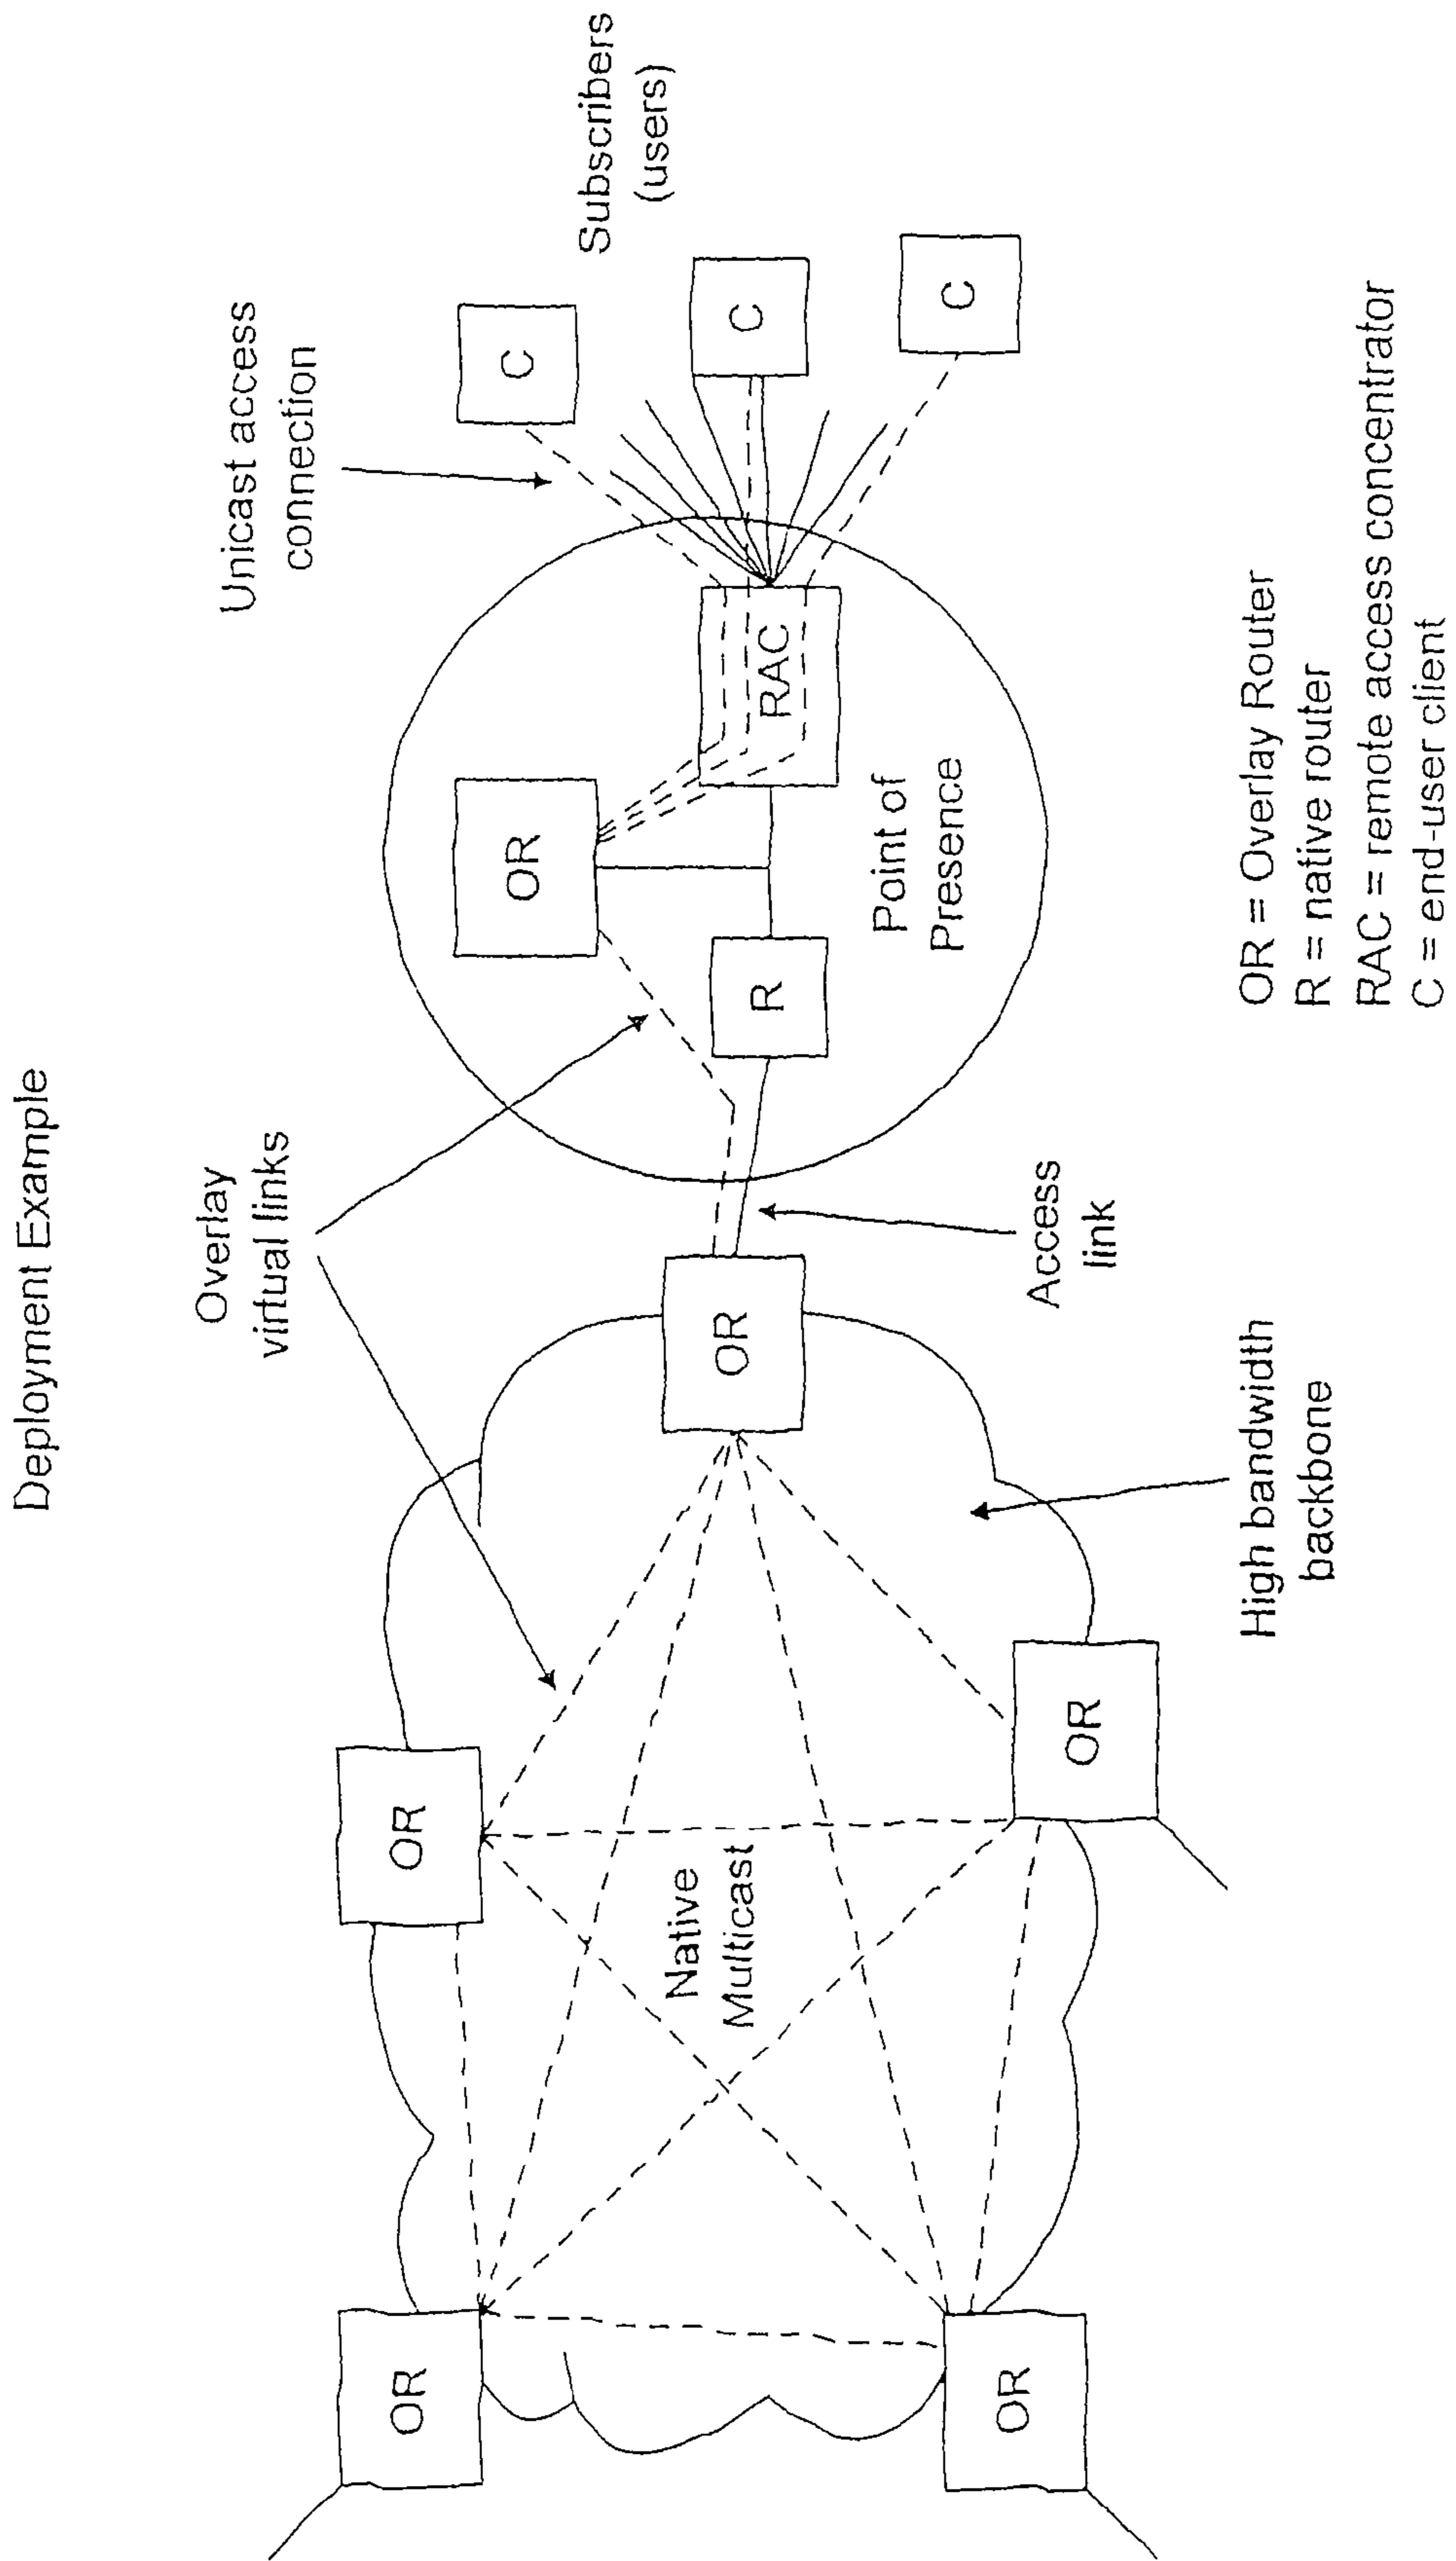 Deployment Example
Overlay
virtual links
Unicast access
connection
Subscribers
(users)
OR
OR
OR
OR
OR
OR
Native
Multicast
R
RAC
C
C
C
Point of
Presence
Access
link
High bandwidth
backbone
OR = Overlay Router
R = native router
RAC = remote access concentrator
C = end-user client